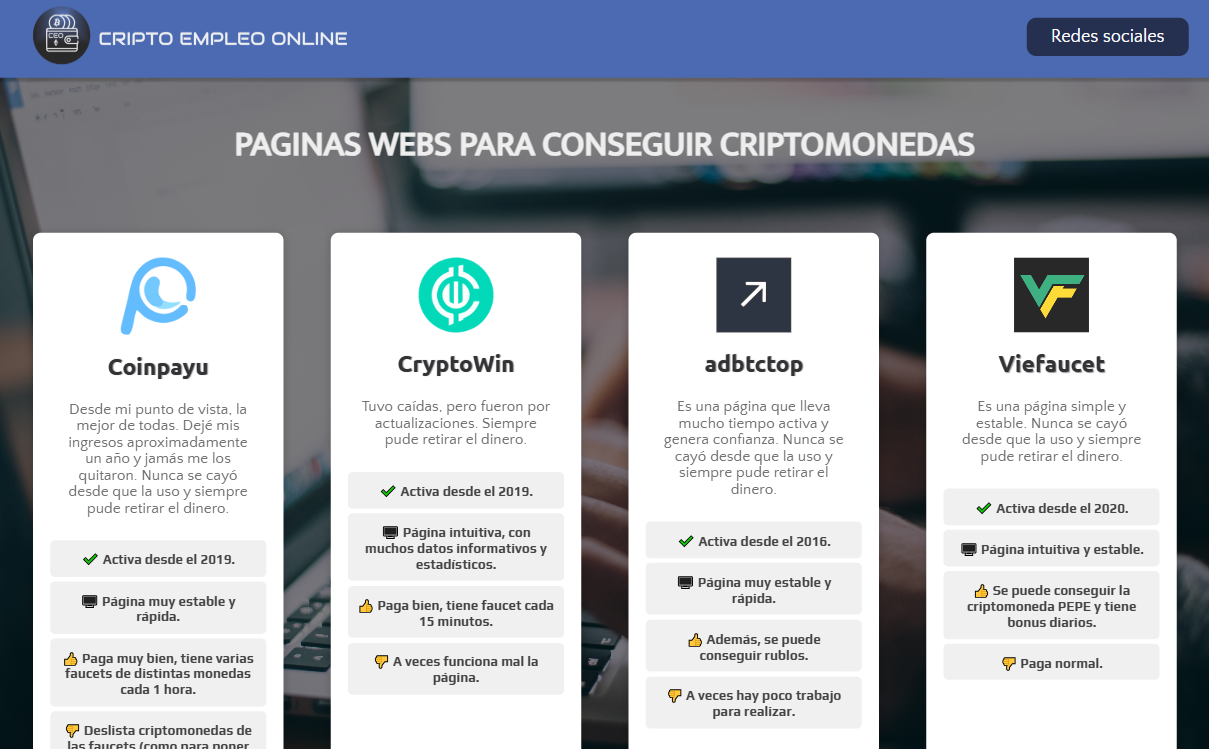 CEO
CRIPTO EMPLEO ONLINE
Redes sociales
PAGINAS WEBS PARA CONSEGUIR CRIPTOMONEDAS
Coinpayu
Desde mi punto de vista, la
mejor de todas. Dejé mis
ingresos aproximadamente
un año y jamás me los
quitaron. Nunca se cayó
desde que la uso y siempre
pude retirar el dinero.
✔ Activa desde el 2019.
🖥 Página muy estable y
rápida.
👍 Paga muy bien, tiene varias
faucets de distintas monedas
cada 1 hora.
👎 Deslista criptomonedas de
las faucets (como para poner
CryptoWin
Tuvo caídas, pero fueron por
actualizaciones. Siempre
pude retirar el dinero.
✔ Activa desde el 2019.
🖥 Página intuitiva, con
muchos datos informativos y
estadísticos.
👍 Paga bien, tiene faucet cada
15 minutos.
👎 A veces funciona mal la
página.
adbtctop
Es una página que lleva
mucho tiempo activa y
genera confianza. Nunca se
cayó desde que la uso y
siempre pude retirar el
dinero.
✔ Activa desde el 2016.
🖥 Página muy estable y
rápida.
👍 Además, se puede
conseguir rublos.
👎 A veces hay poco trabajo
para realizar.
VF
Viefaucet
Es una página simple y
estable. Nunca se cayó
desde que la uso y siempre
pude retirar el dinero.
✔ Activa desde el 2020.
🖥 Página intuitiva y estable.
👍 Se puede conseguir la
criptomoneda PEPE y tiene
bonus diarios.
👎 Paga normal.